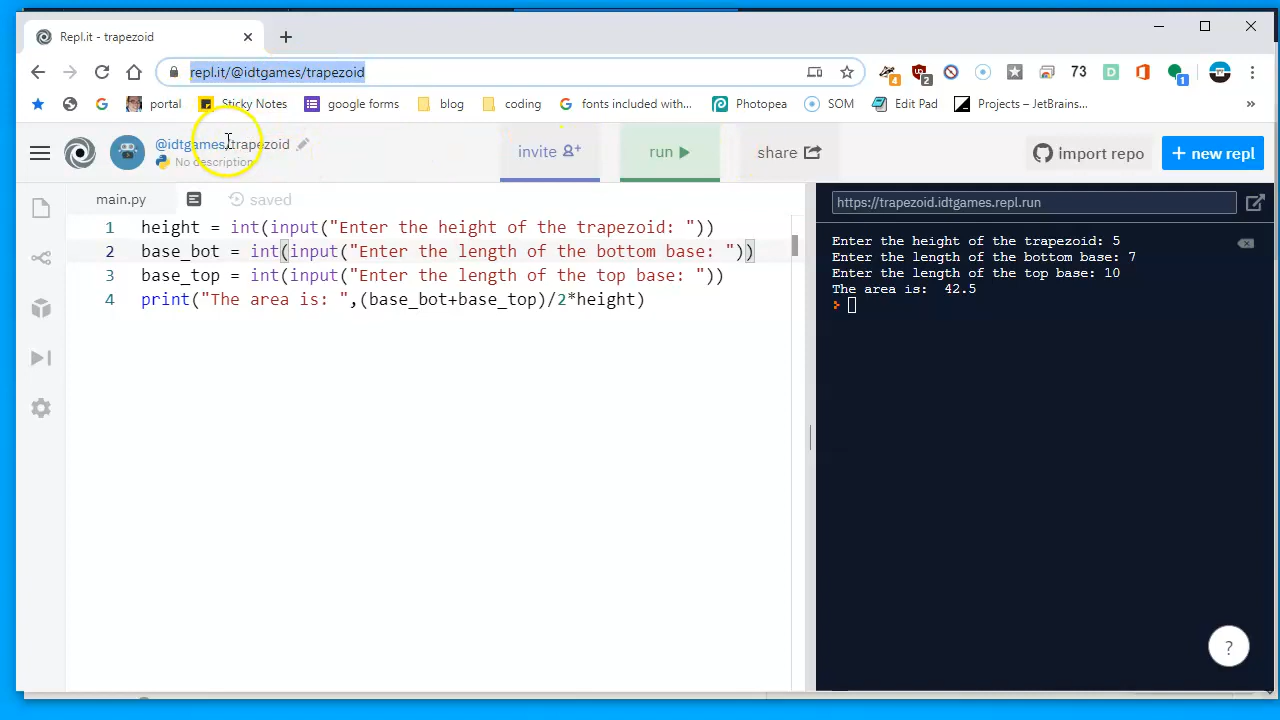 Repl.it - trapezoid
repl.it/@idtgames/trapezoid
4
2
73
D
1
portal
Sticky Notes
google forms
blog
coding
fonts included with...
Photopea
SOM
Edit Pad
Projects – JetBrains...
»
@idtgames/trapezoid
No description
invite
run
share
import repo
+ new repl
main.py
saved
https://trapezoid.idtgames.repl.run
1 height = int(input("Enter the height of the trapezoid: "))
2 base_bot = int(input("Enter the length of the bottom base: "))
3 base_top = int(input("Enter the length of the top base: "))
4 print("The area is: ",(base_bot+base_top)/2*height)
Enter the height of the trapezoid: 5
Enter the length of the bottom base: 7
Enter the length of the top base: 10
The area is:  42.5
?